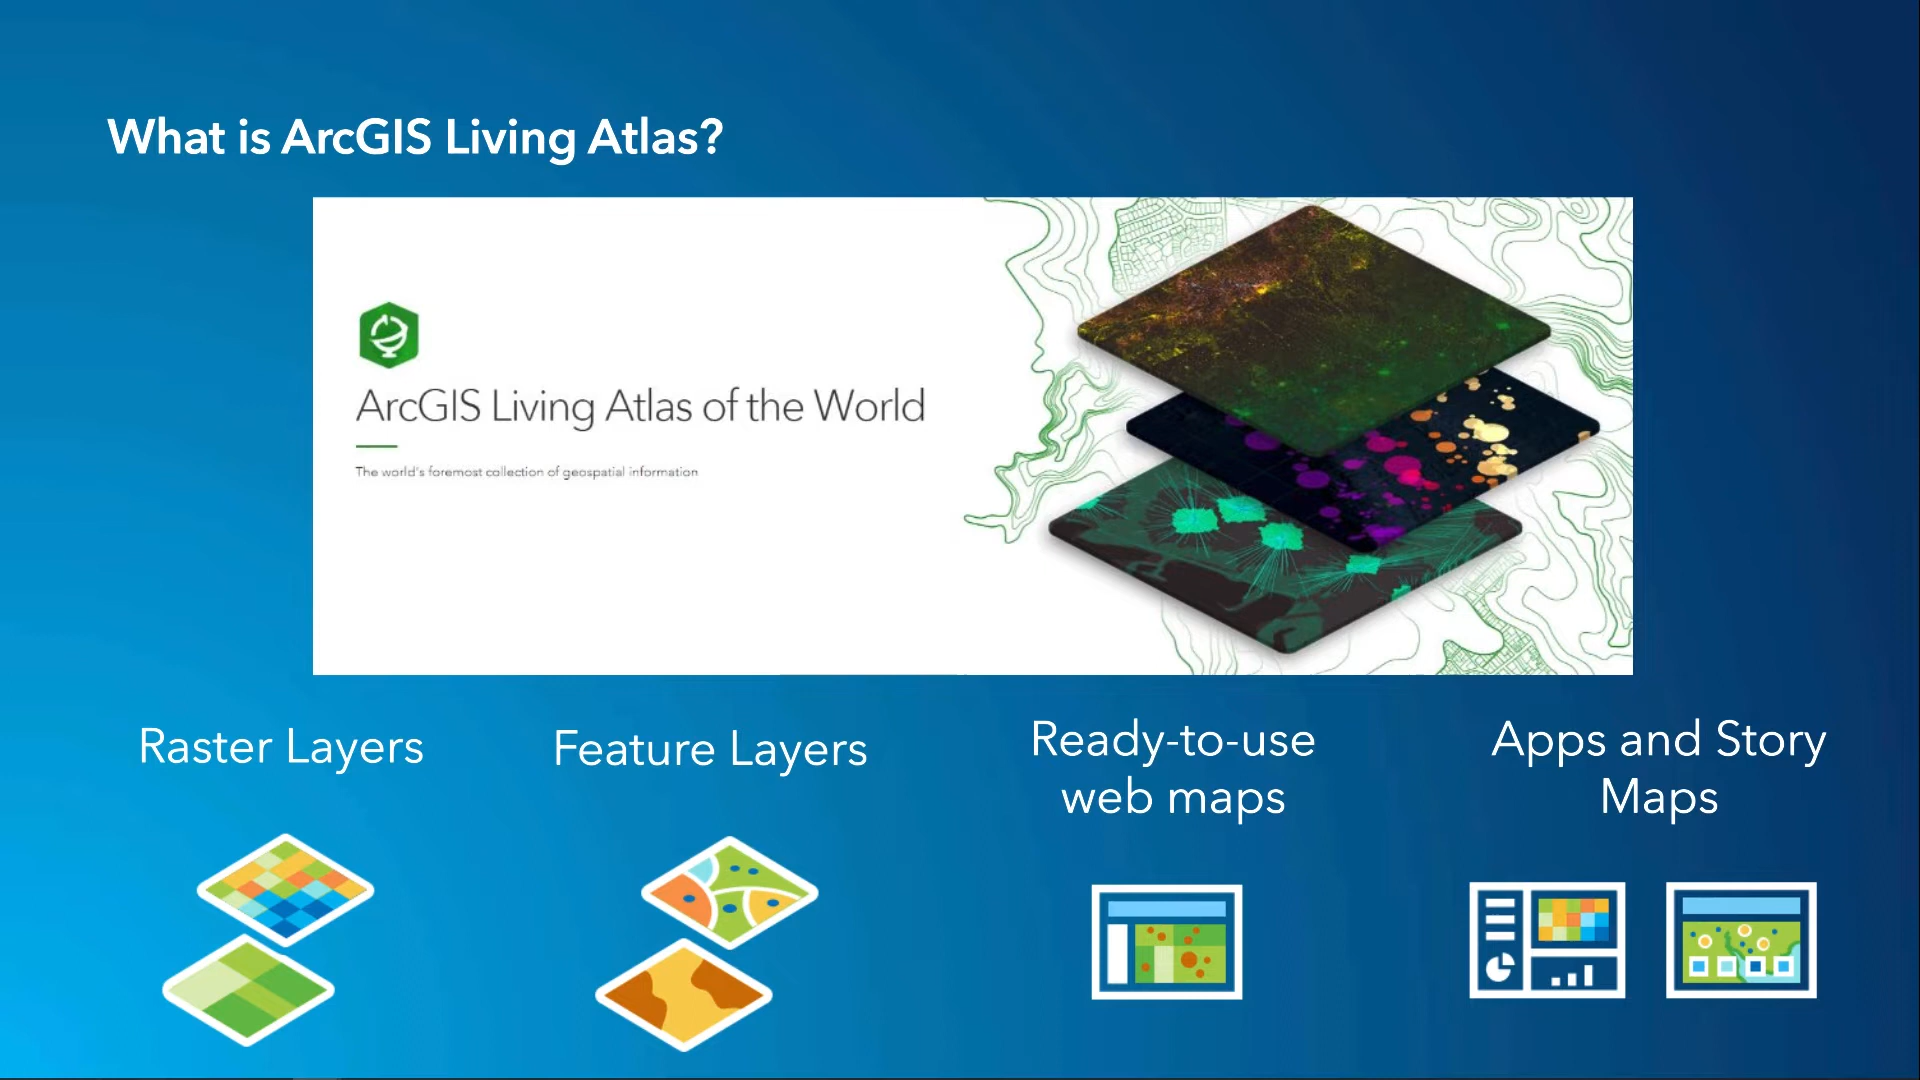 What is ArcGIS Living Atlas?
ArcGIS Living Atlas of the World
The world's foremost collection of geospatial information
Raster Layers
Feature Layers
Ready-to-use
web maps
Apps and Story
Maps